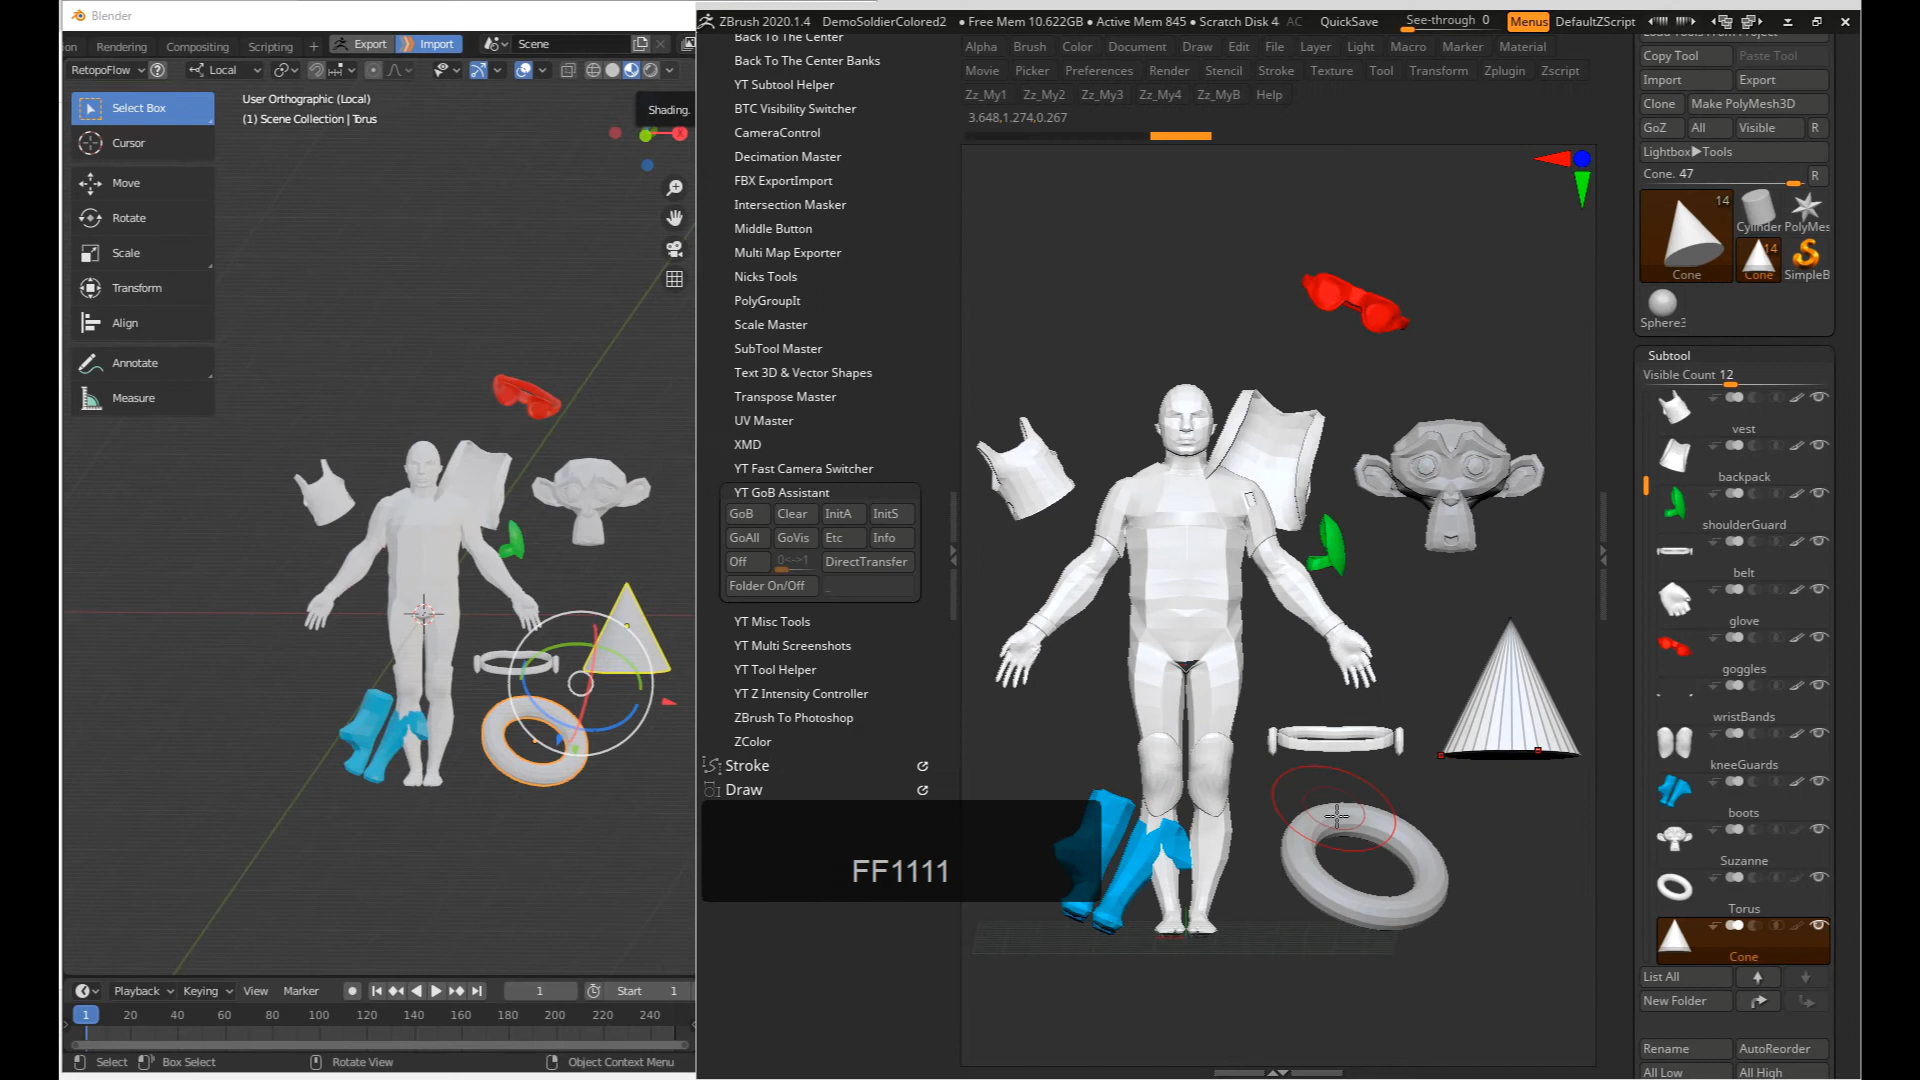 Blender
Rendering Compositing Scripting + Export Import Scene
RetopoFlow Local
Select Box
Cursor
Move
Rotate
Scale
Transform
Align
Annotate
Measure
User Orthographic (Local)
(1) Scene Collection | Torus
Shading.
X
Playback Keying View Marker 1 Start 1
1 20 40 60 80 100 120 140 160 180 200 220 240
Select Box Select Rotate View Object Context Menu
ZBrush 2020.1.4 DemoSoldierColored2 • Free Mem 10.622GB • Active Mem 845 • Scratch Disk 4 AC QuickSave See-through 0 Menus DefaultZScript
Back To The Center
Back To The Center Banks
YT Subtool Helper
BTC Visibility Switcher
CameraControl
Decimation Master
FBX ExportImport
Intersection Masker
Middle Button
Multi Map Exporter
Nicks Tools
PolyGroupIt
Scale Master
SubTool Master
Text 3D & Vector Shapes
Transpose Master
UV Master
XMD
YT Fast Camera Switcher
YT GoB Assistant
GoB Clear InitA InitS
GoAll GoVis Etc Info
Off 0<->1 DirectTransfer
Folder On/Off _
YT Misc Tools
YT Multi Screenshots
YT Tool Helper
YT Z Intensity Controller
ZBrush To Photoshop
ZColor
Stroke
Draw
FF1111
Alpha Brush Color Document Draw Edit File Layer Light Macro Marker Material
Movie Picker Preferences Render Stencil Stroke Texture Tool Transform Zplugin Zscript
Zz_My1 Zz_My2 Zz_My3 Zz_My4 Zz_MyB Help
3.648,1.274,0.267
Load Tools From Project
Copy Tool Paste Tool
Import Export
Clone Make PolyMesh3D
GoZ All Visible R
Lightbox▶Tools
Cone. 47 R
14
Cylinder PolyMes
14
Cone Cone SimpleB
Subtool
Visible Count 12
vest
backpack
shoulderGuard
belt
glove
goggles
wristBands
kneeGuards
boots
Suzanne
Torus
Cone
List All
New Folder
Rename AutoReorder
All Low All High